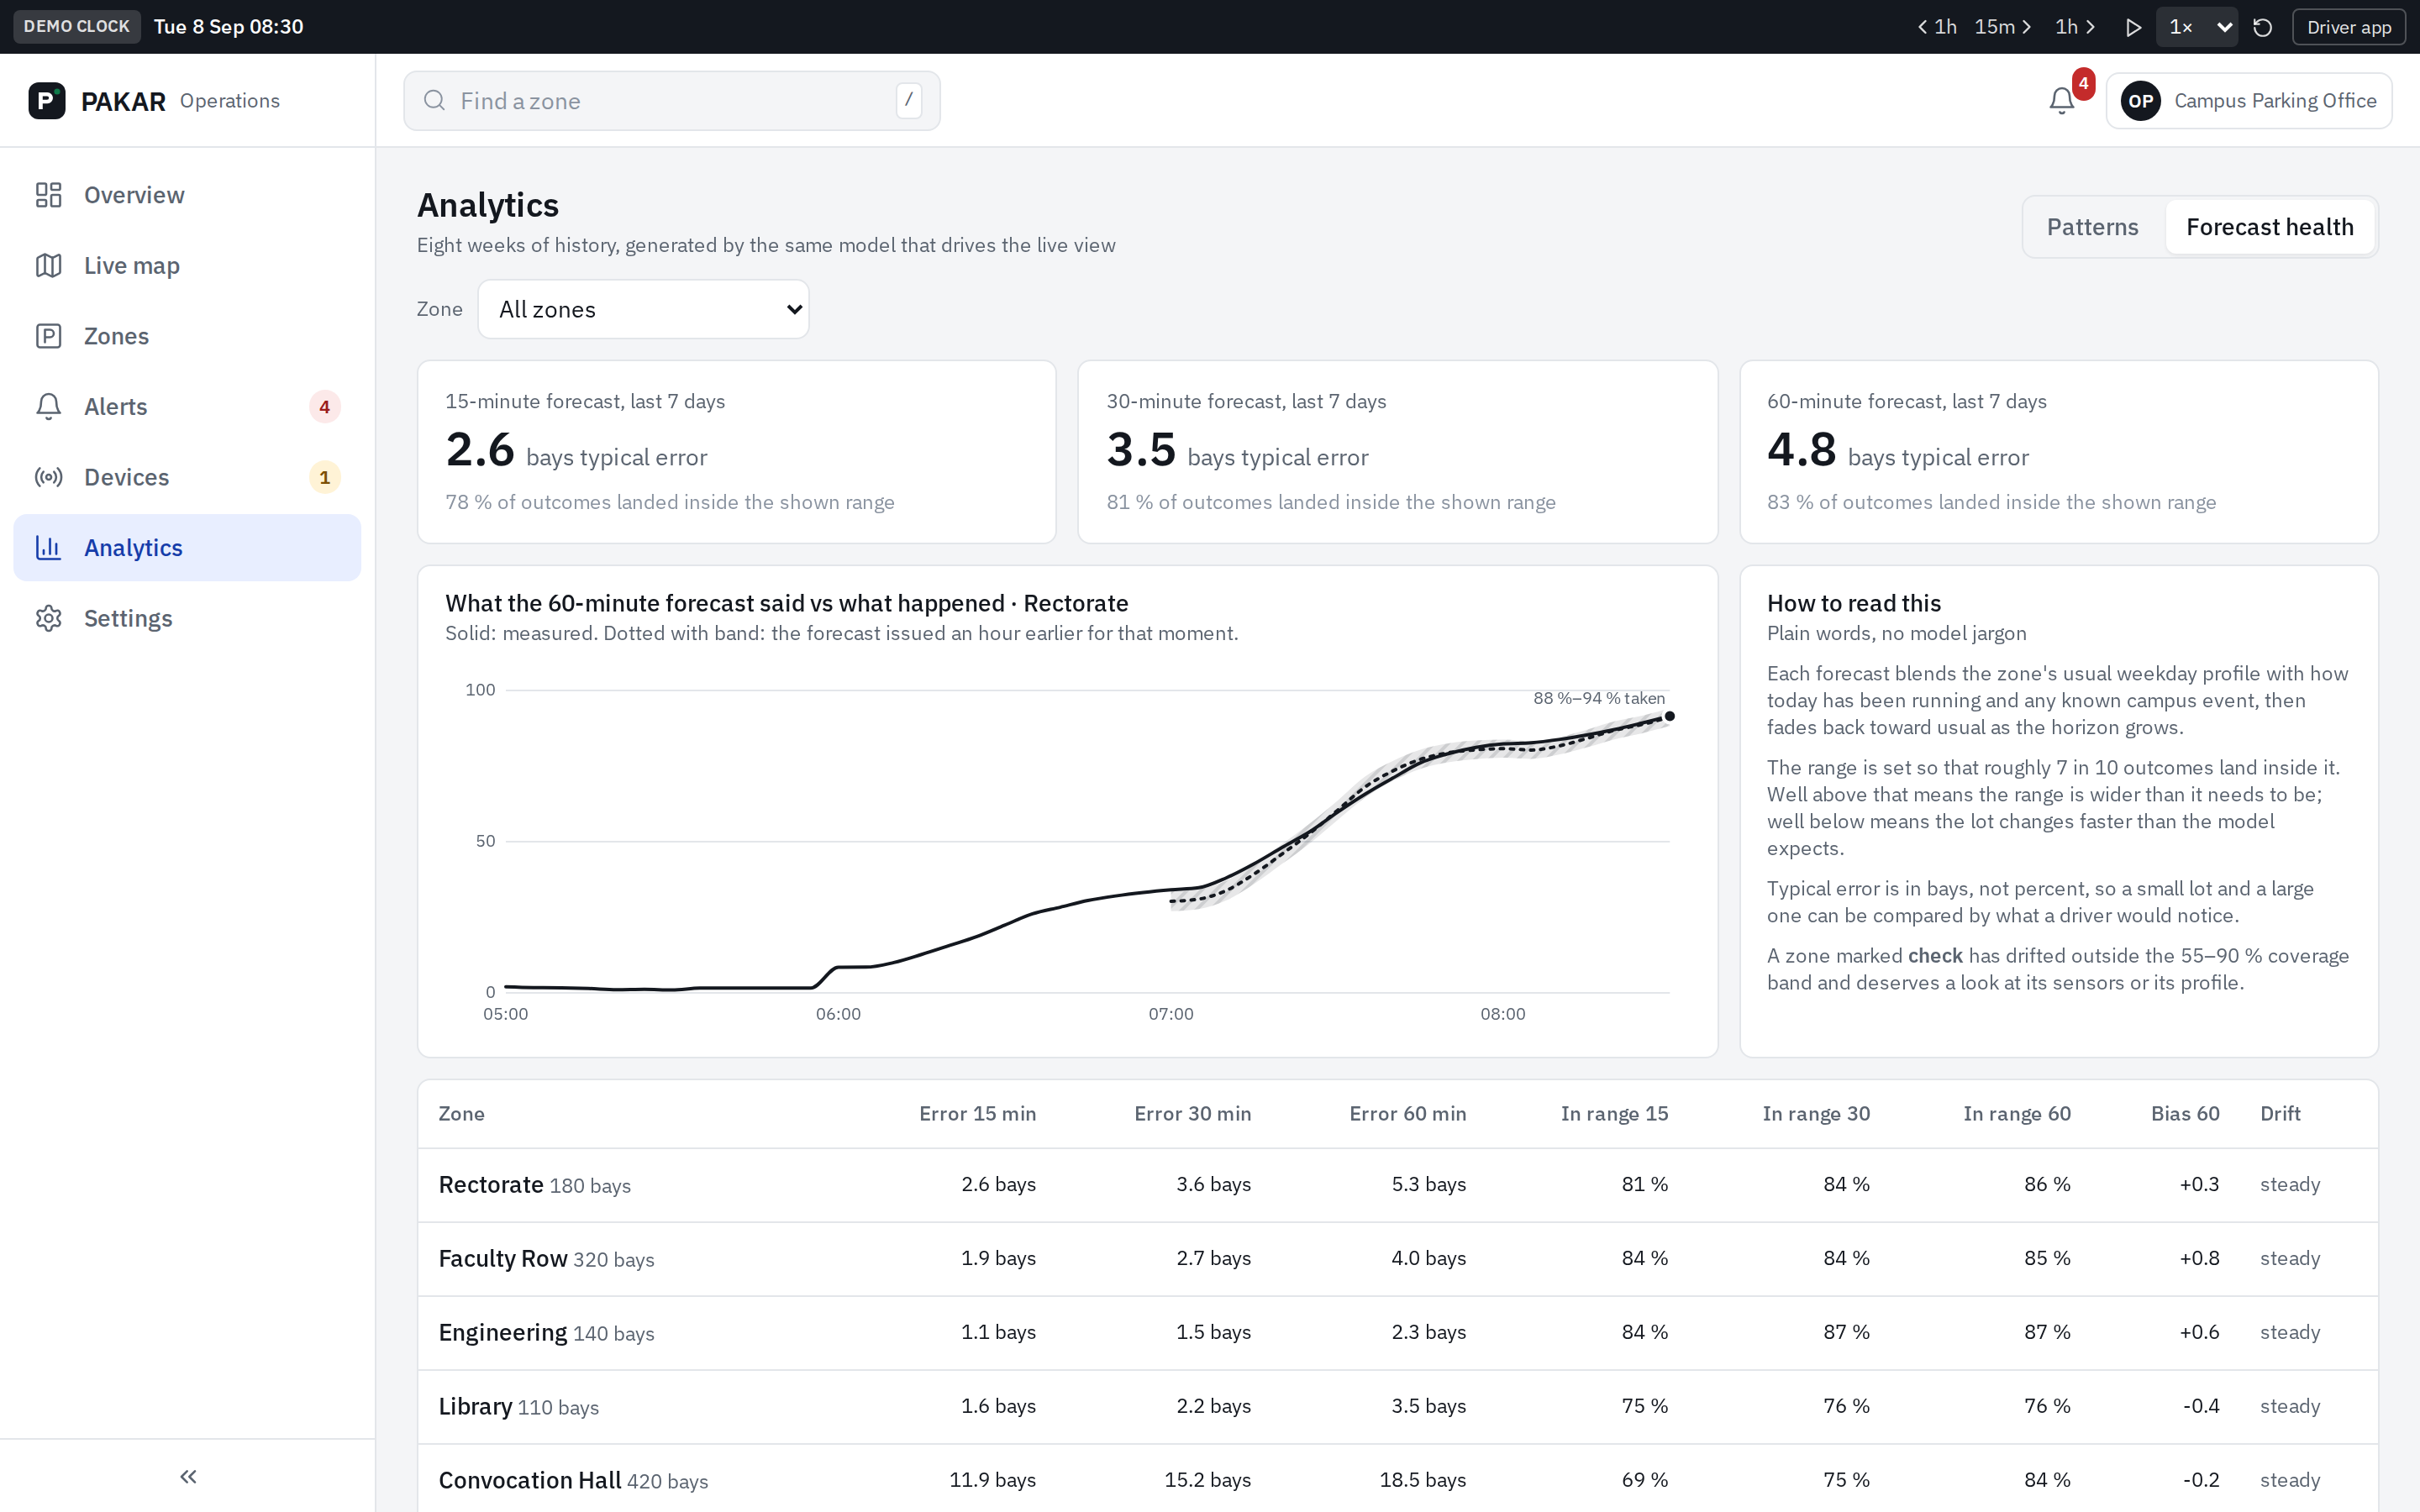 DEMO CLOCK Tue 8 Sep 08:30 1h 15m 1h 1× Driver app
P PAKAR Operations Find a zone / 4 OP Campus Parking Office
Overview
Live map
Zones
Alerts 4
Devices 1
Analytics
Settings
Analytics
Eight weeks of history, generated by the same model that drives the live view
Patterns Forecast health
Zone All zones
15-minute forecast, last 7 days
2.6 bays typical error
78 % of outcomes landed inside the shown range
30-minute forecast, last 7 days
3.5 bays typical error
81 % of outcomes landed inside the shown range
60-minute forecast, last 7 days
4.8 bays typical error
83 % of outcomes landed inside the shown range
What the 60-minute forecast said vs what happened · Rectorate
Solid: measured. Dotted with band: the forecast issued an hour earlier for that moment.
100
88 %–94 % taken
50
0
05:00 06:00 07:00 08:00
How to read this
Plain words, no model jargon
Each forecast blends the zone's usual weekday profile with how
today has been running and any known campus event, then
fades back toward usual as the horizon grows.
The range is set so that roughly 7 in 10 outcomes land inside it.
Well above that means the range is wider than it needs to be;
well below means the lot changes faster than the model
expects.
Typical error is in bays, not percent, so a small lot and a large
one can be compared by what a driver would notice.
A zone marked check has drifted outside the 55–90 % coverage
band and deserves a look at its sensors or its profile.
Zone Error 15 min Error 30 min Error 60 min In range 15 In range 30 In range 60 Bias 60 Drift
Rectorate 180 bays 2.6 bays 3.6 bays 5.3 bays 81 % 84 % 86 % +0.3 steady
Faculty Row 320 bays 1.9 bays 2.7 bays 4.0 bays 84 % 84 % 85 % +0.8 steady
Engineering 140 bays 1.1 bays 1.5 bays 2.3 bays 84 % 87 % 87 % +0.6 steady
Library 110 bays 1.6 bays 2.2 bays 3.5 bays 75 % 76 % 76 % -0.4 steady
Convocation Hall 420 bays 11.9 bays 15.2 bays 18.5 bays 69 % 75 % 84 % -0.2 steady